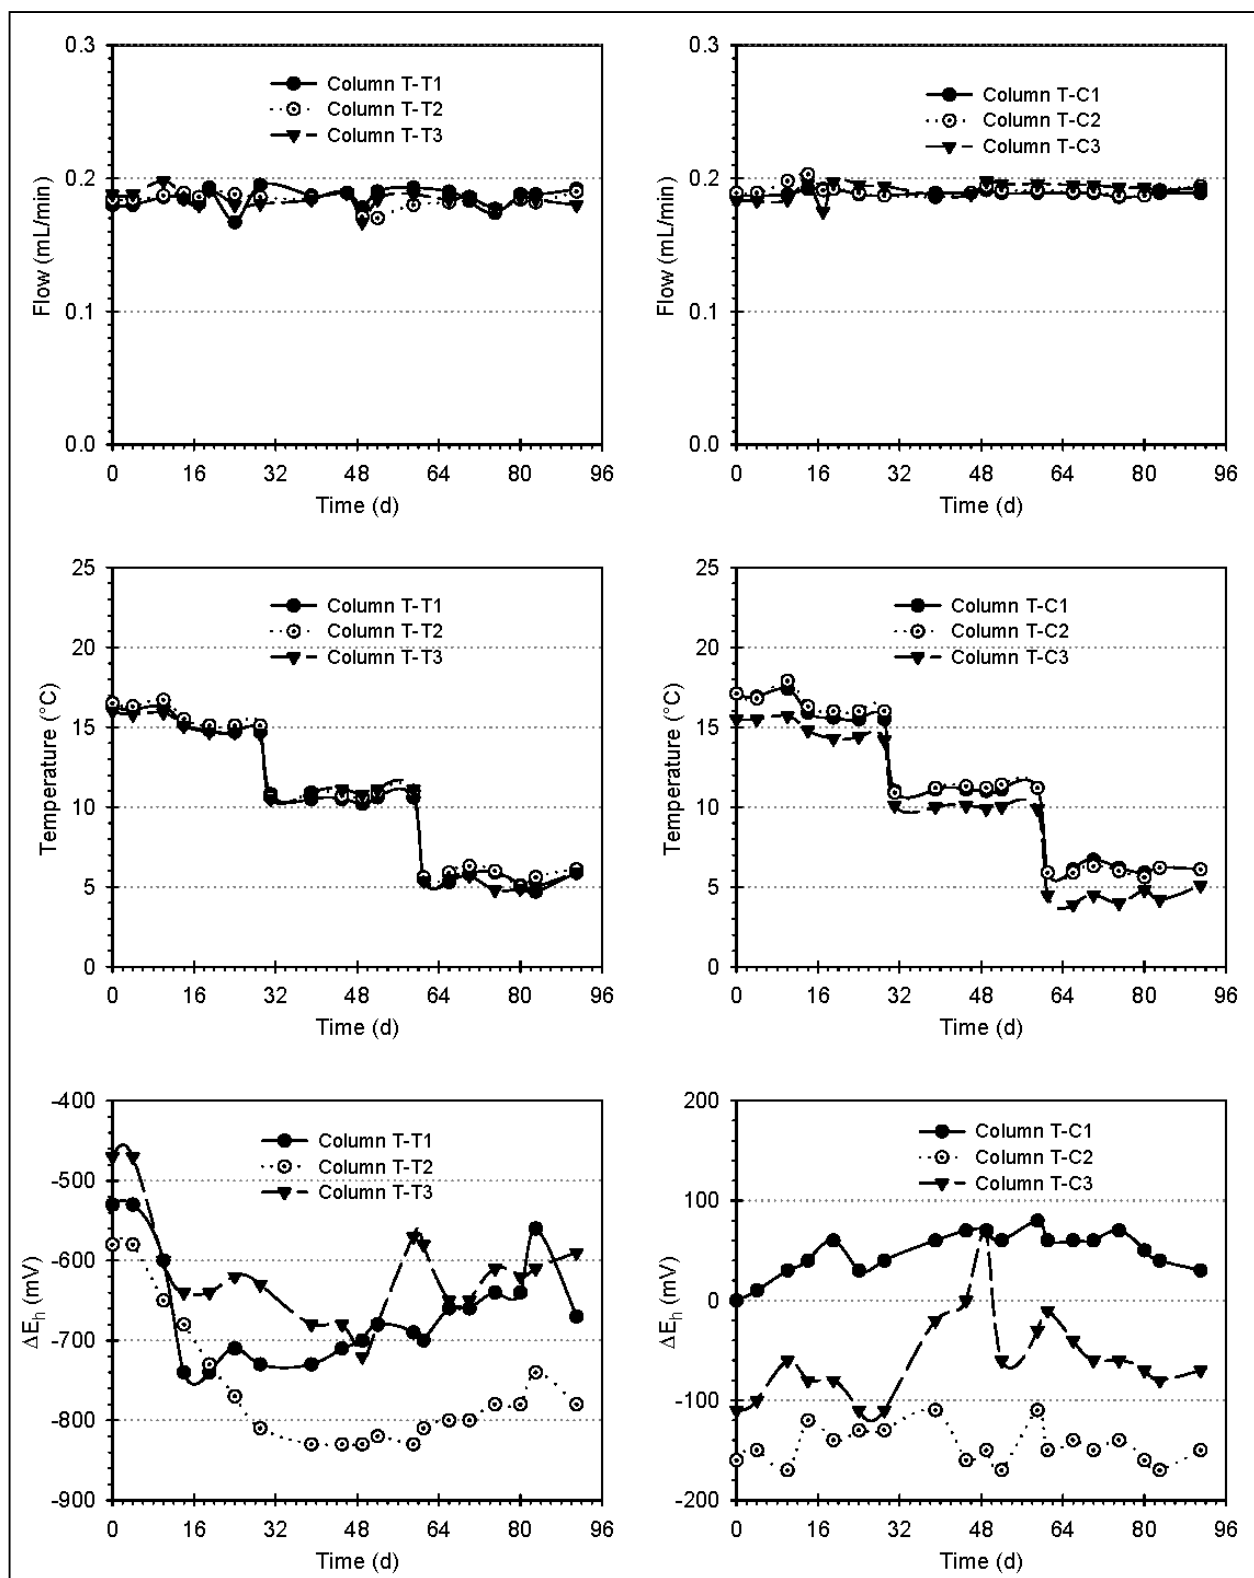 0.3
0.2
0.1
0.0
Flow (mL/min)
Column T-T1
Column T-T2
Column T-T3
0 16 32 48 64 80 96
Time (d)
0.3
0.2
0.1
0.0
Flow (mL/min)
Column T-C1
Column T-C2
Column T-C3
0 16 32 48 64 80 96
Time (d)
25
20
15
10
5
0
Temperature (°C)
Column T-T1
Column T-T2
Column T-T3
0 16 32 48 64 80 96
Time (d)
25
20
15
10
5
0
Temperature (°C)
Column T-C1
Column T-C2
Column T-C3
0 16 32 48 64 80 96
Time (d)
-400
-500
-600
-700
-800
-900
ΔEh (mV)
Column T-T1
Column T-T2
Column T-T3
0 16 32 48 64 80 96
Time (d)
200
100
0
-100
-200
ΔEh (mV)
Column T-C1
Column T-C2
Column T-C3
0 16 32 48 64 80 96
Time (d)